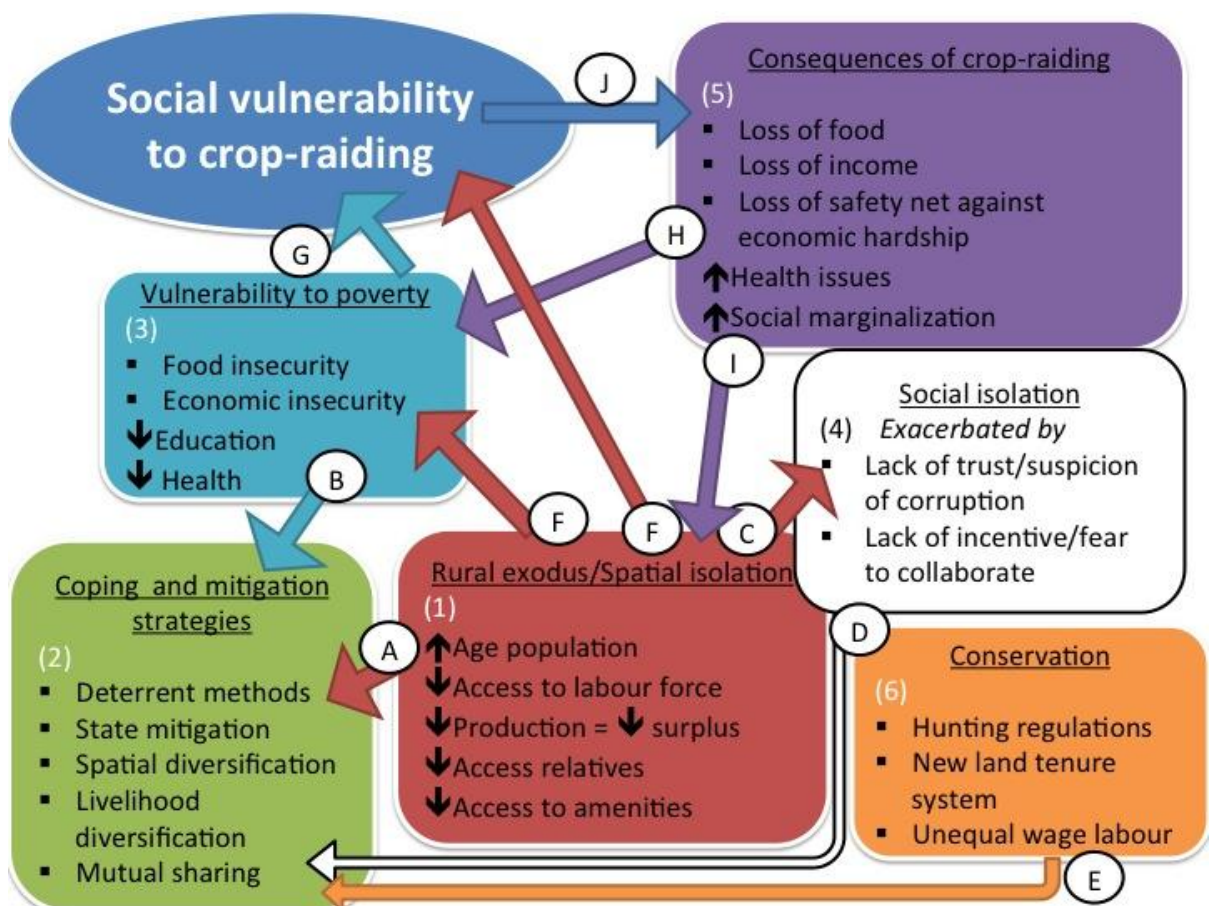 Social vulnerability
to crop-raiding
J
Consequences of crop-raiding
(5)
▪ Loss of food
▪ Loss of income
▪ Loss of safety net against
economic hardship
↑Health issues
↑Social marginalization
H
G
I
Vulnerability to poverty
(3)
▪ Food insecurity
▪ Economic insecurity
↓Education
↓ Health
B
F
F
C
Social isolation
(4) Exacerbated by
▪ Lack of trust/suspicion
of corruption
▪ Lack of incentive/fear
to collaborate
D
Coping and mitigation
strategies
(2)
▪ Deterrent methods
▪ State mitigation
▪ Spatial diversification
▪ Livelihood
diversification
▪ Mutual sharing
A
Rural exodus/Spatial isolation
(1)
↑Age population
↓Access to labour force
↓Production = ↓ surplus
↓Access relatives
↓Access to amenities
Conservation
(6)
▪ Hunting regulations
▪ New land tenure
system
▪ Unequal wage labour
E